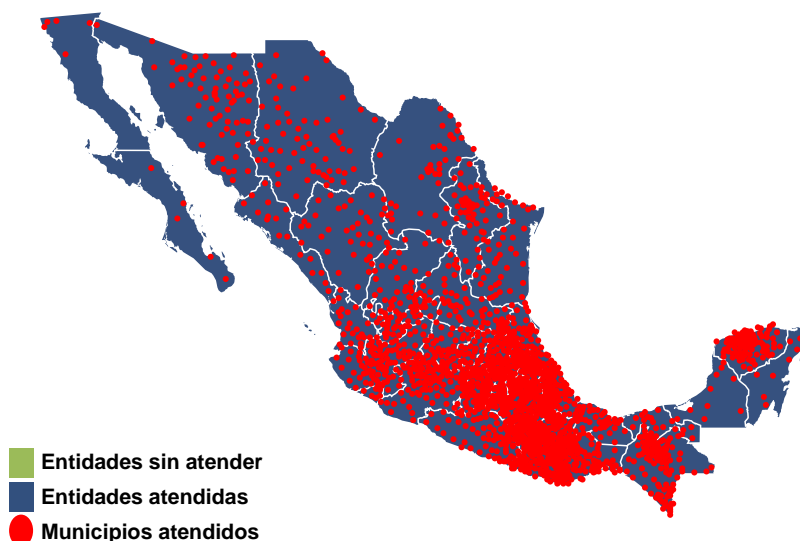 Entidades sin atender
Entidades atendidas
Municipios atendidos